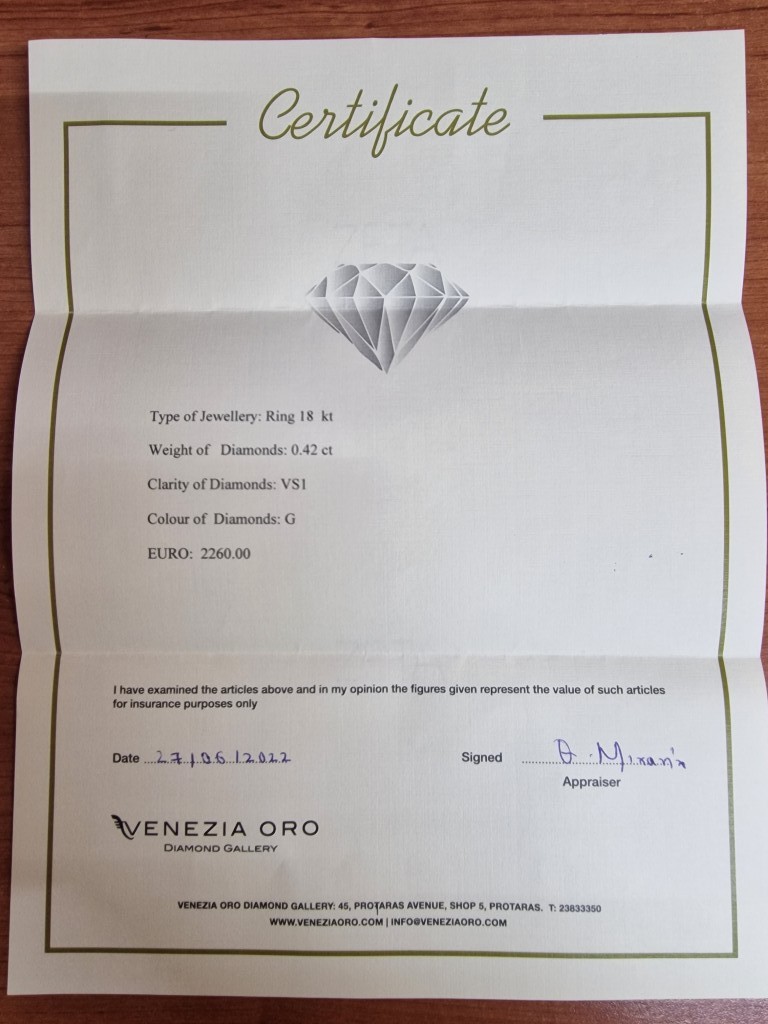 Certificate
Type of Jewellery: Ring 18 kt
Weight of Diamonds: 0.42 ct
Clarity of Diamonds: VS1
Colour of Diamonds: G
EURO: 2260.00
I have examined the articles above and in my opinion the figures given represent the value of such articles
for insurance purposes only
Date 27/06/2022
Signed
Appraiser
VENEZIA ORO
DIAMOND GALLERY
VENEZIA ORO DIAMOND GALLERY: 45, PROTARAS AVENUE, SHOP 5, PROTARAS. T: 23833350
WWW.VENEZIAORO.COM | INFO@VENEZIAORO.COM